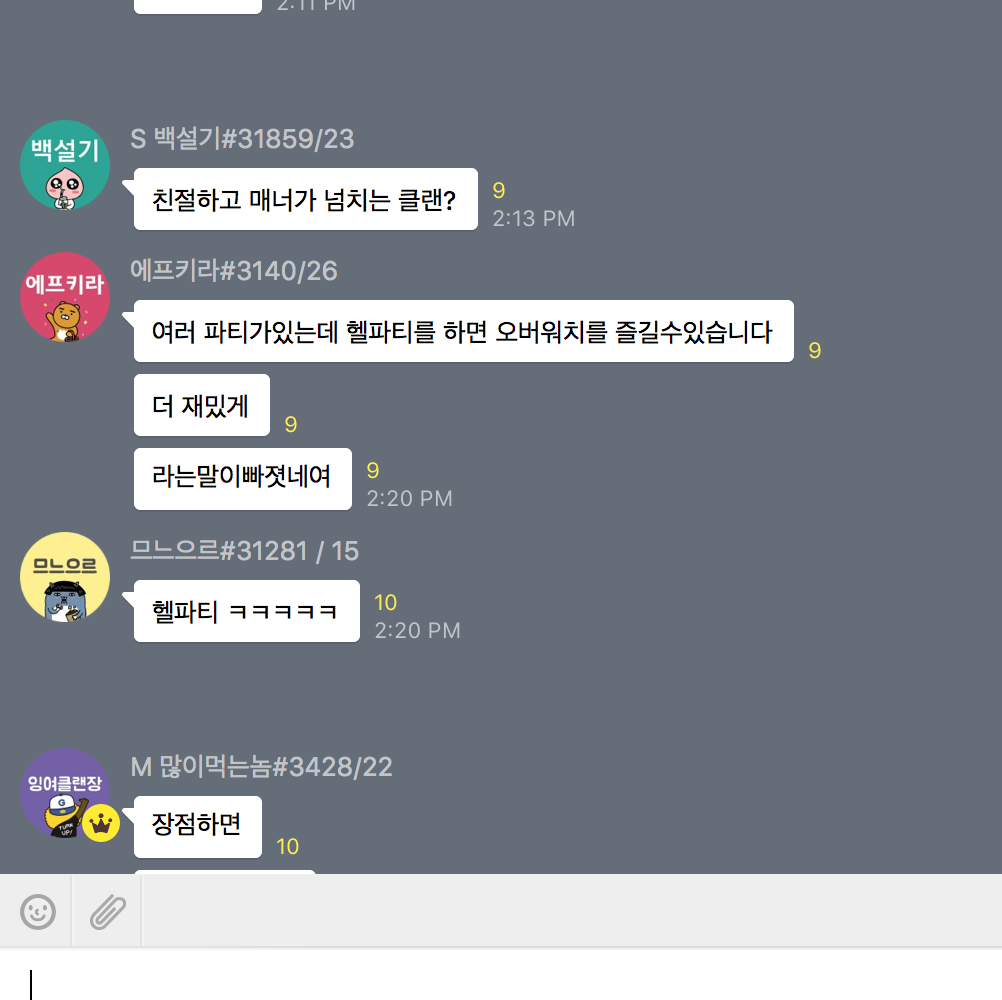 2:11 PM
백설기
S 백설기#31859/23
친절하고 매너가 넘치는 클랜?
9
2:13 PM
에프키라
에프키라#3140/26
여러 파티가있는데 헬파티를 하면 오버워치를 즐길수있습니다
9
더 재밌게
9
라는말이빠졋네여
9
2:20 PM
므느으르
므느으르#31281 / 15
헬파티 ㅋㅋㅋㅋㅋ
10
2:20 PM
잉여클랜장
G
TURN UP!
M 많이먹는놈#3428/22
장점하면
10